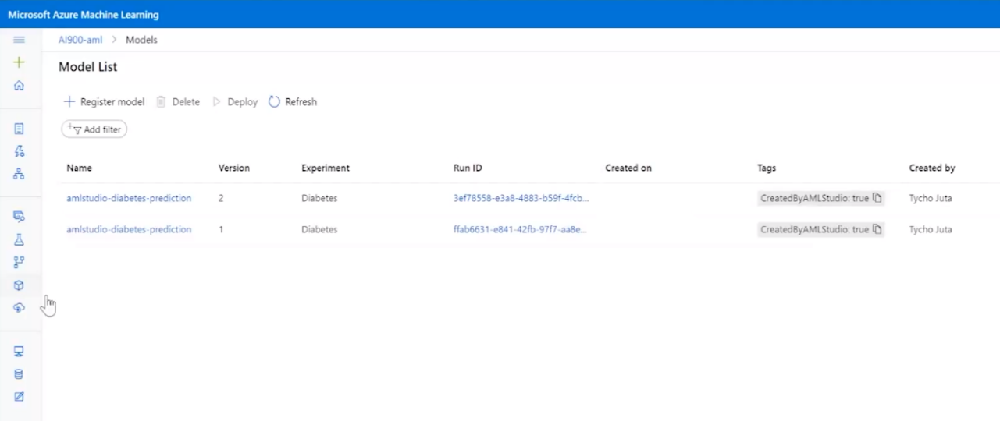 Microsoft Azure Machine Learning
AI900-aml > Models
Model List
Register model Delete Deploy Refresh
Add filter
Name Version Experiment Run ID Created on Tags Created by
amlstudio-diabetes-prediction 2 Diabetes 3ef78558-e3a8-4883-b59f-4fcb... CreatedByAMLStudio: true Tycho Juta
amlstudio-diabetes-prediction 1 Diabetes ffab6631-e841-42fb-97f7-aa8e... CreatedByAMLStudio: true Tycho Juta